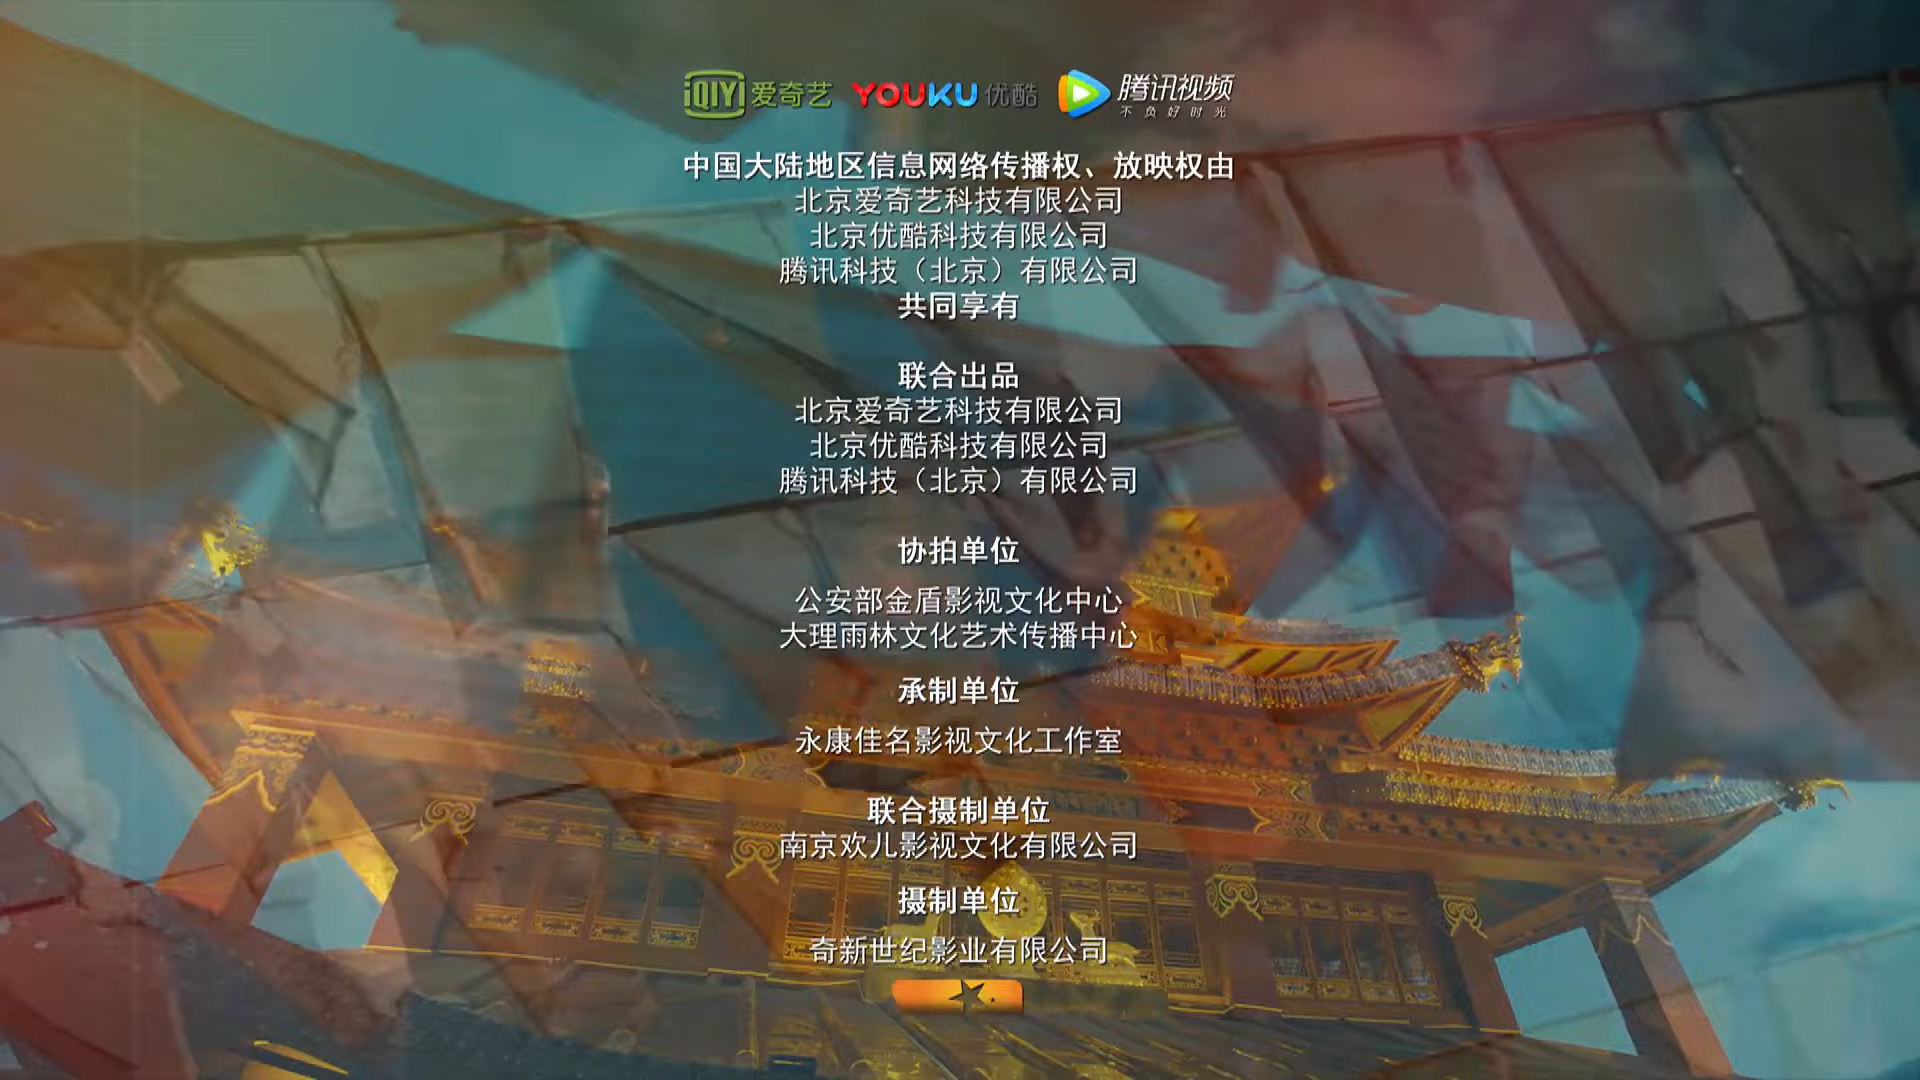 iQIYI 爱奇艺 YOUKU 优酷 腾讯视频
不负好时光
中国大陆地区信息网络传播权、放映权由
北京爱奇艺科技有限公司
北京优酷科技有限公司
腾讯科技（北京）有限公司
共同享有
联合出品
北京爱奇艺科技有限公司
北京优酷科技有限公司
腾讯科技（北京）有限公司
协拍单位
公安部金盾影视文化中心
大理雨林文化艺术传播中心
承制单位
永康佳名影视文化工作室
联合摄制单位
南京欢儿影视文化有限公司
摄制单位
奇新世纪影业有限公司